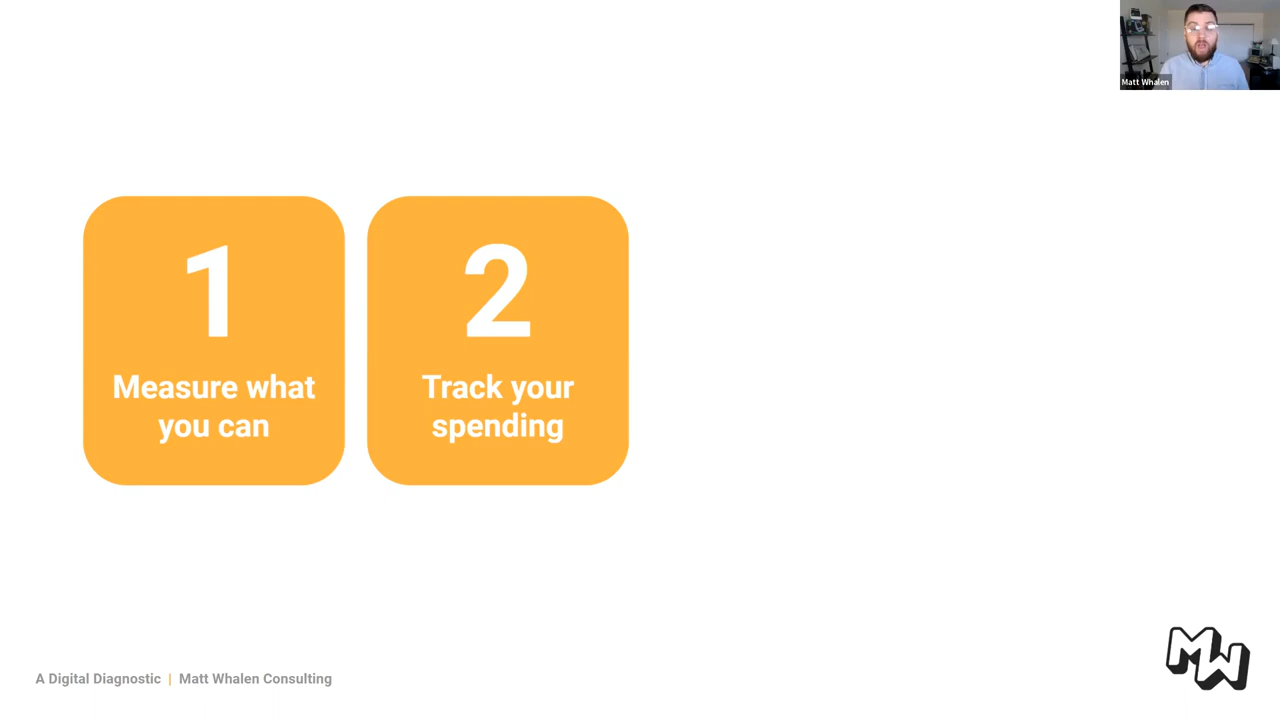 Matt Whalen
1
Measure what
you can
2
Track your
spending
A Digital Diagnostic | Matt Whalen Consulting
MW